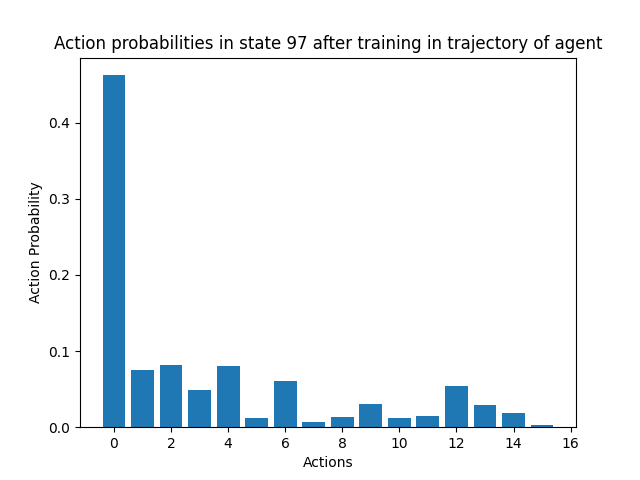 Action probabilities in state 97 after training in trajectory of agent
0.4
0.3
0.2
0.1
0.0
Action Probability
0 2 4 6 8 10 12 14 16
Actions